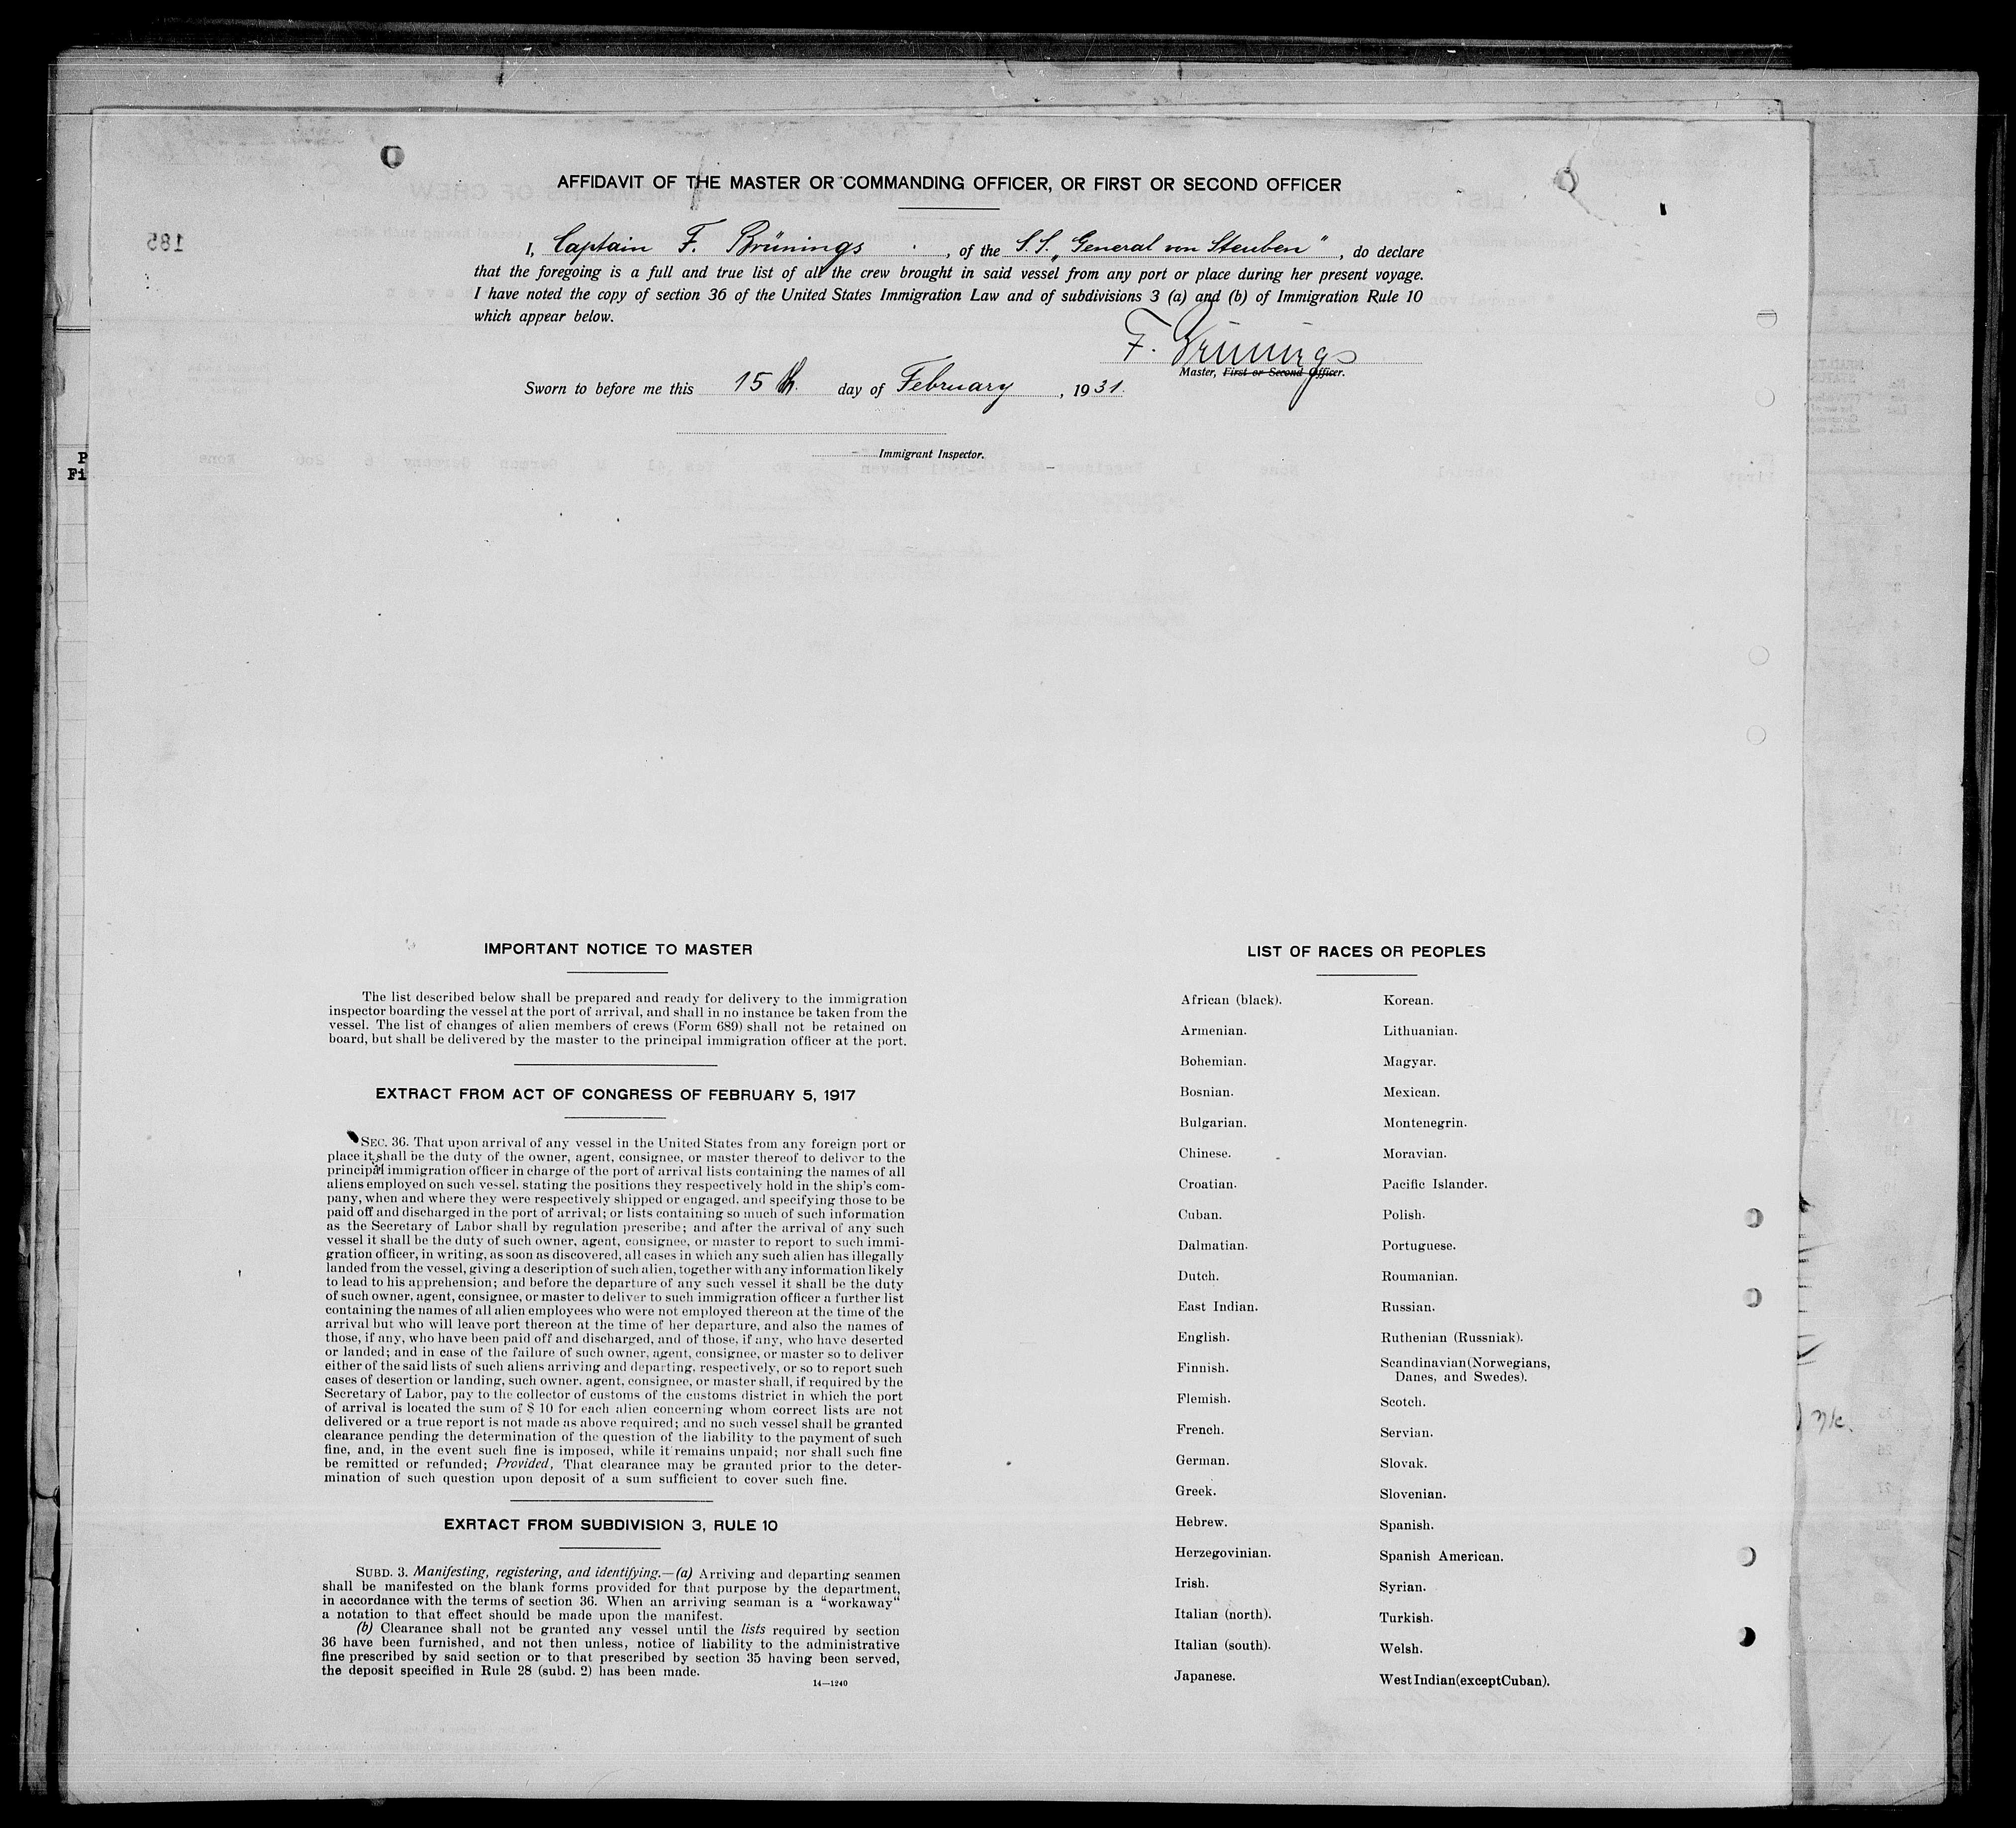 AFFIDAVIT OF THE MASTER OR COMMANDING OFFICER, OR FIRST OR SECOND OFFICER
I, Captain F. Brünings, of the S.S. „General von Steuben“, do declare
that the foregoing is a full and true list of all the crew brought in said vessel from any port or place during her present voyage.
I have noted the copy of section 36 of the United States Immigration Law and of subdivisions 3 (a) and (b) of Immigration Rule 10
which appear below.
F. Brünings
Master, First or Second Officer.
Sworn to before me this 15th. day of February, 1931.
Immigrant Inspector.
185
P
Fi
IMPORTANT NOTICE TO MASTER
The list described below shall be prepared and ready for delivery to the immigration
inspector boarding the vessel at the port of arrival, and shall in no instance be taken from the
vessel. The list of changes of alien members of crews (Form 689) shall not be retained on
board, but shall be delivered by the master to the principal immigration officer at the port.
EXTRACT FROM ACT OF CONGRESS OF FEBRUARY 5, 1917
SEC. 36. That upon arrival of any vessel in the United States from any foreign port or
place it shall be the duty of the owner, agent, consignee, or master thereof to deliver to the
principal immigration officer in charge of the port of arrival lists containing the names of all
aliens employed on such vessel, stating the positions they respectively hold in the ship's com-
pany, when and where they were respectively shipped or engaged, and specifying those to be
paid off and discharged in the port of arrival; or lists containing so much of such information
as the Secretary of Labor shall by regulation prescribe; and after the arrival of any such
vessel it shall be the duty of such owner, agent, consignee, or master to report to such immi-
gration officer, in writing, as soon as discovered, all cases in which any such alien has illegally
landed from the vessel, giving a description of such alien, together with any information likely
to lead to his apprehension; and before the departure of any such vessel it shall be the duty
of such owner, agent, consignee, or master to deliver to such immigration officer a further list
containing the names of all alien employees who were not employed thereon at the time of the
arrival but who will leave port thereon at the time of her departure, and also the names of
those, if any, who have been paid off and discharged, and of those, if any, who have deserted
or landed; and in case of the failure of such owner, agent, consignee, or master so to deliver
either of the said lists of such aliens arriving and departing, respectively, or so to report such
cases of desertion or landing, such owner, agent, consignee, or master shall, if required by the
Secretary of Labor, pay to the collector of customs of the customs district in which the port
of arrival is located the sum of $ 10 for each alien concerning whom correct lists are not
delivered or a true report is not made as above required; and no such vessel shall be granted
clearance pending the determination of the question of the liability to the payment of such
fine, and, in the event such fine is imposed, while it remains unpaid; nor shall such fine
be remitted or refunded; Provided, That clearance may be granted prior to the deter-
mination of such question upon deposit of a sum sufficient to cover such fine.
EXRTACT FROM SUBDIVISION 3, RULE 10
SUBD. 3. Manifesting, registering, and identifying.—(a) Arriving and departing seamen
shall be manifested on the blank forms provided for that purpose by the department,
in accordance with the terms of section 36. When an arriving seaman is a “workaway“
a notation to that effect should be made upon the manifest.
(b) Clearance shall not be granted any vessel until the lists required by section
36 have been furnished, and not then unless, notice of liability to the administrative
fine prescribed by said section or to that prescribed by section 35 having been served,
the deposit specified in Rule 28 (subd. 2) has been made.
14—1240
LIST OF RACES OR PEOPLES
African (black).
Armenian.
Bohemian.
Bosnian.
Bulgarian.
Chinese.
Croatian.
Cuban.
Dalmatian.
Dutch.
East Indian.
English.
Finnish.
Flemish.
French.
German.
Greek.
Hebrew.
Herzegovinian.
Irish.
Italian (north).
Italian (south).
Japanese.
Korean.
Lithuanian.
Magyar.
Mexican.
Montenegrin.
Moravian.
Pacific Islander.
Polish.
Portuguese.
Roumanian.
Russian.
Ruthenian (Russniak).
Scandinavian(Norwegians,
Danes, and Swedes).
Scotch.
Servian.
Slovak.
Slovenian.
Spanish.
Spanish American.
Syrian.
Turkish.
Welsh.
West Indian(except Cuban).